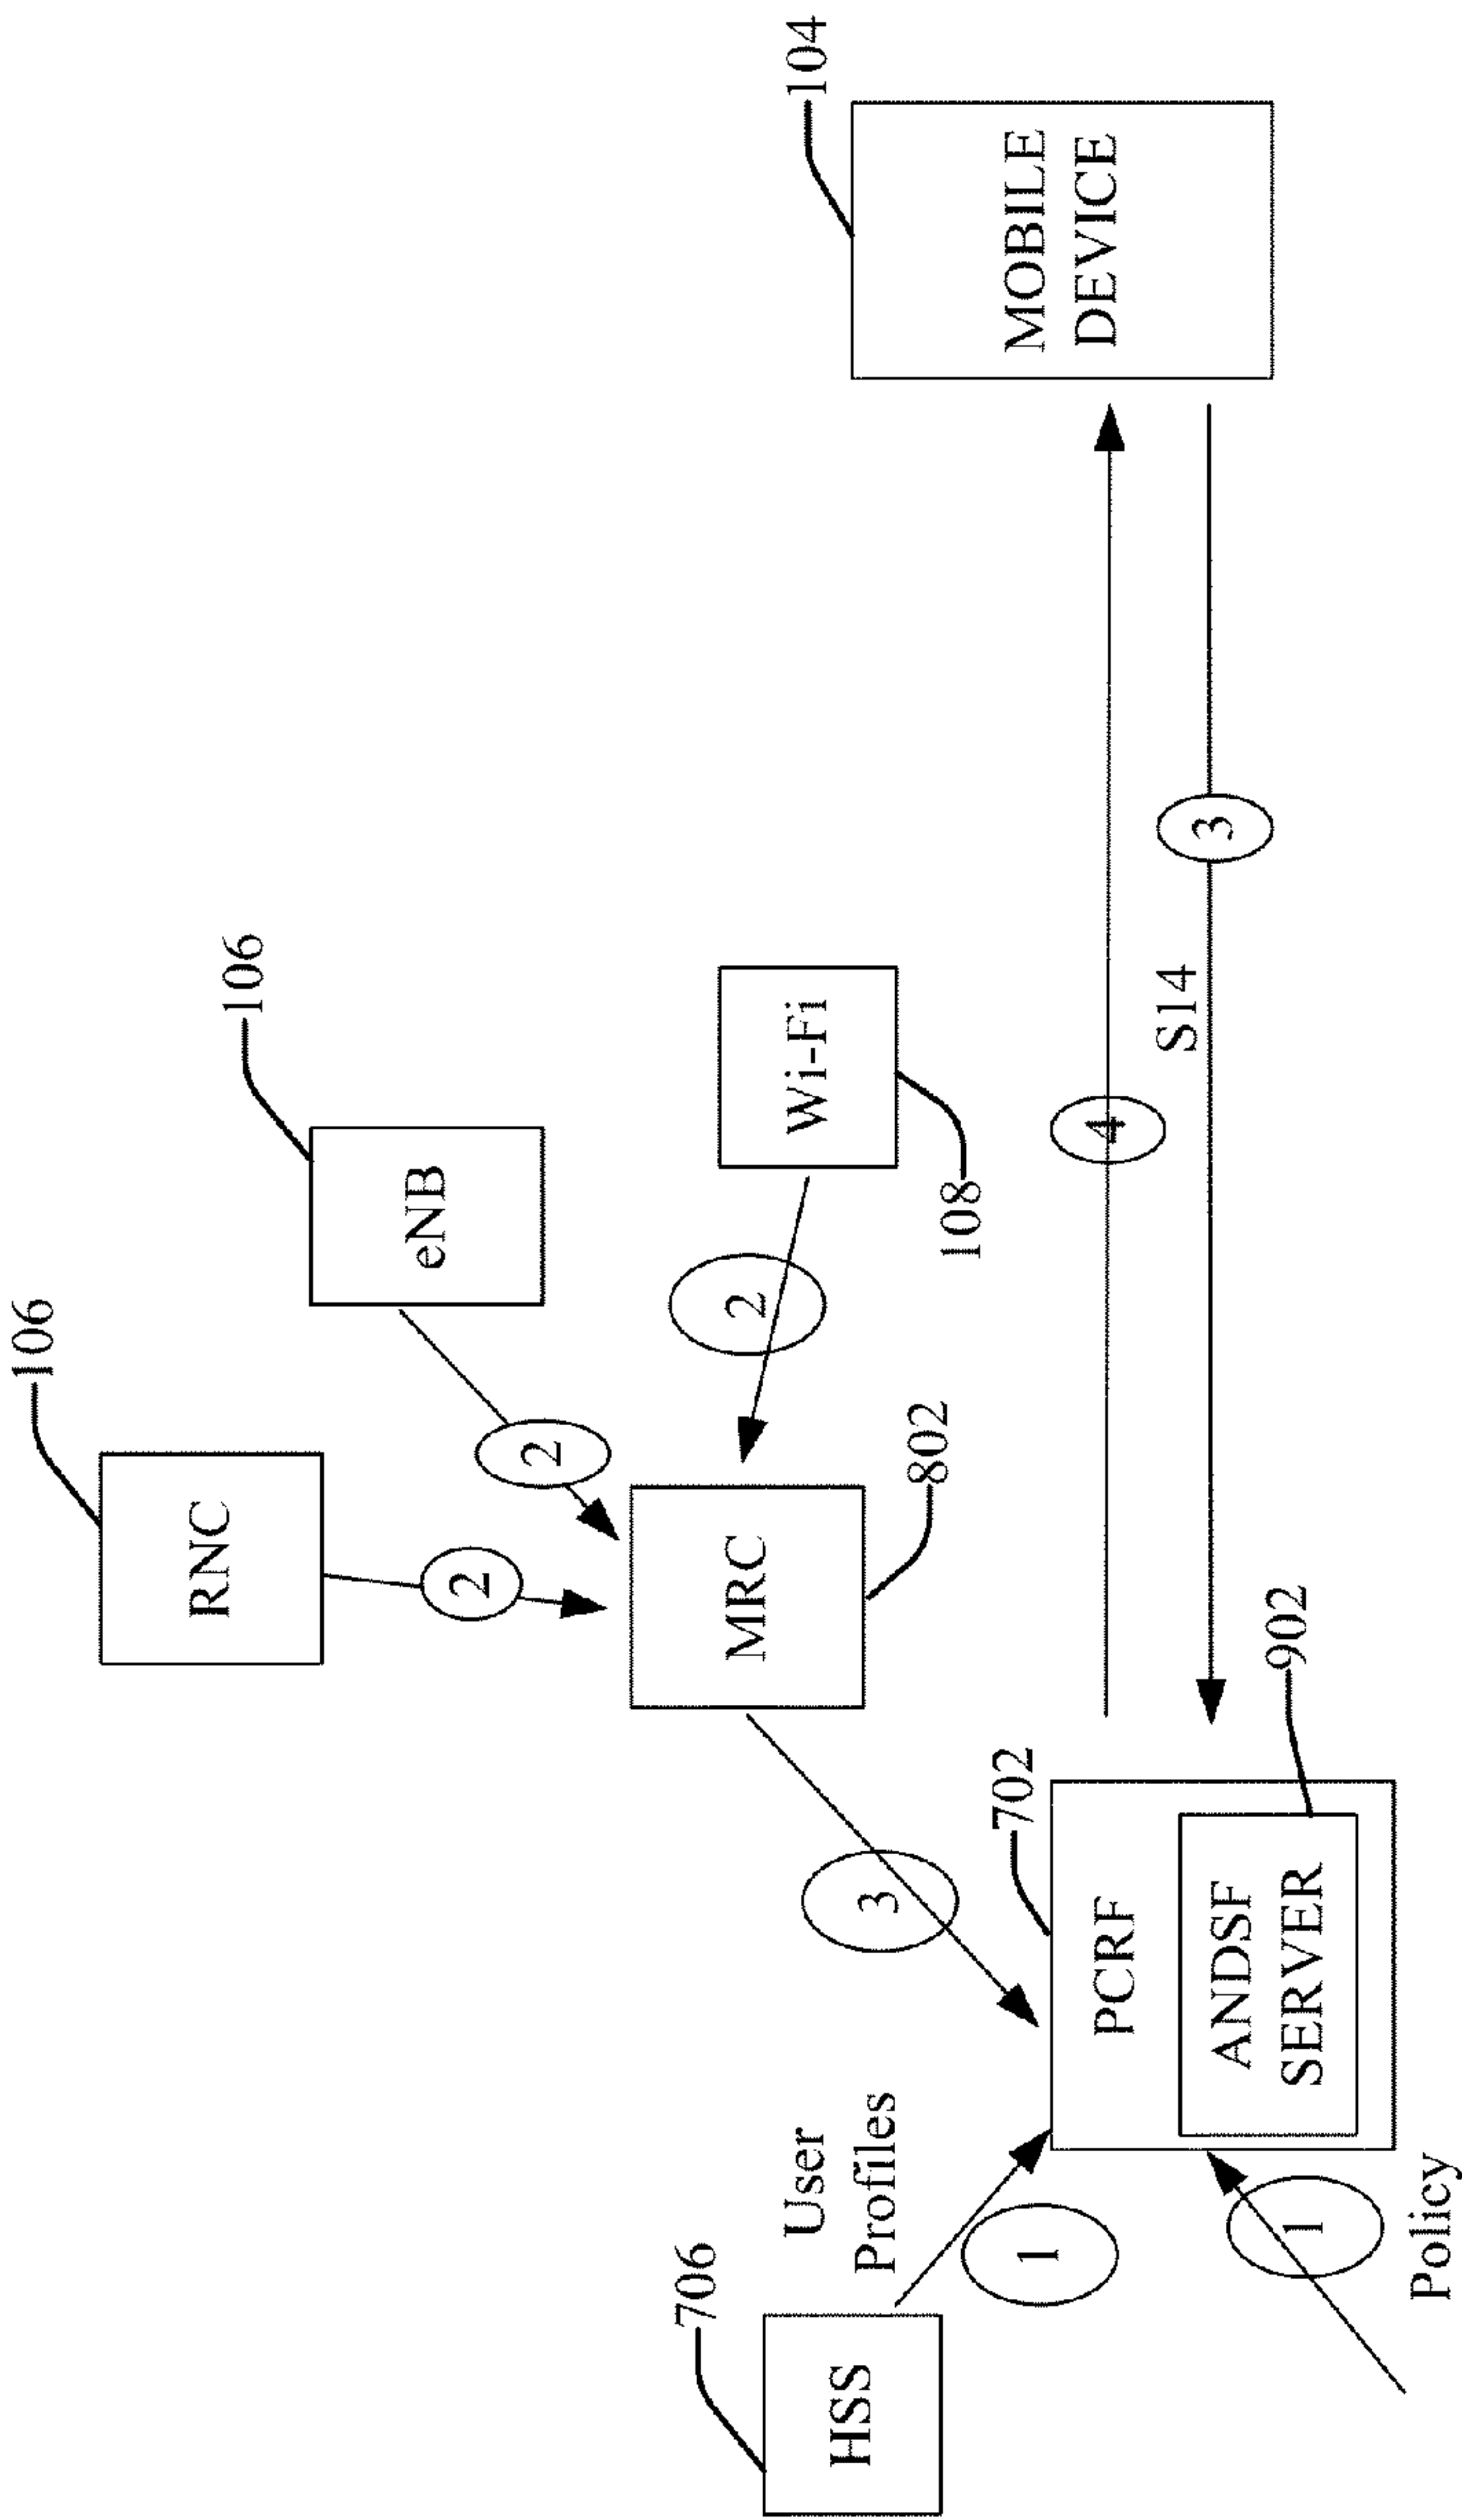 106
RNC
106
eNB
2
2
Wi-Fi
108
2
MRC
802
104
MOBILE
DEVICE
706
HSS
User
Profiles
1
3
702
PCRF
ANDSF
SERVER
902
4
S14
3
1
Policy